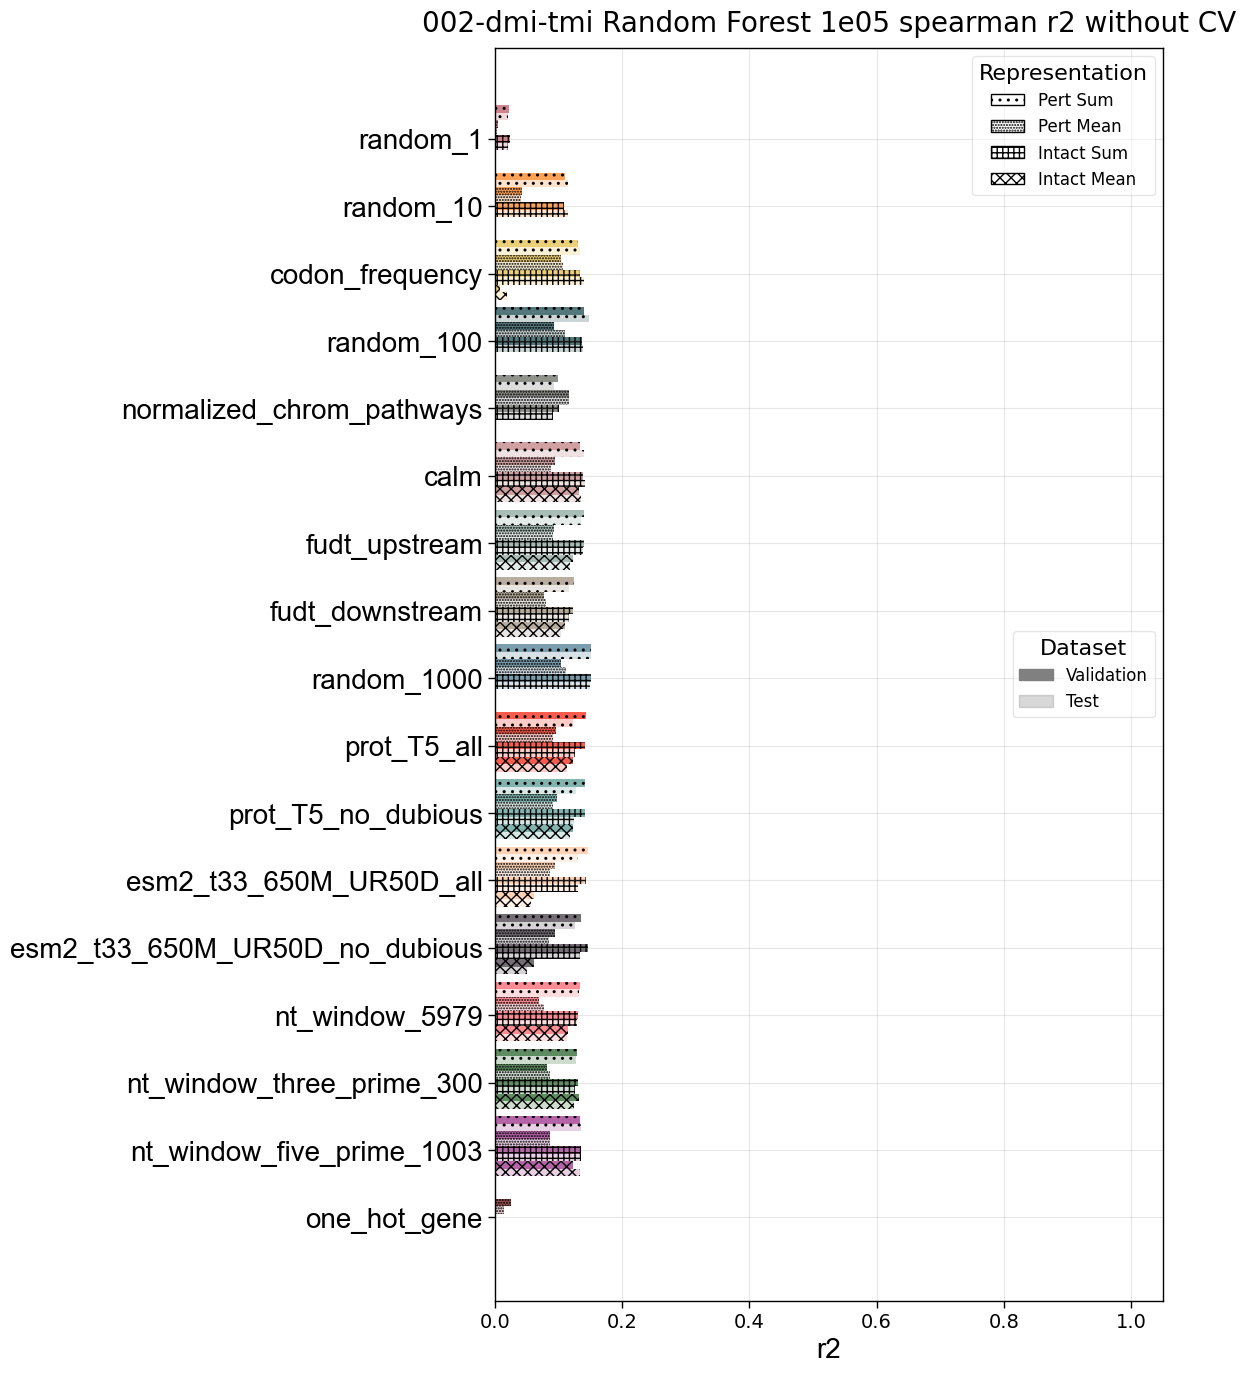 002-dmi-tmi Random Forest 1e05 spearman r2 without CV
Representation
Pert Sum
Pert Mean
Intact Sum
Intact Mean
random_1
random_10
codon_frequency
random_100
normalized_chrom_pathways
calm
fudt_upstream
fudt_downstream
random_1000
Dataset
Validation
Test
prot_T5_all
prot_T5_no_dubious
esm2_t33_650M_UR50D_all
esm2_t33_650M_UR50D_no_dubious
nt_window_5979
nt_window_three_prime_300
nt_window_five_prime_1003
one_hot_gene
0.0 0.2 0.4 0.6 0.8 1.0
r2